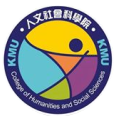 人文社會科學院
KMU
KMU
College of Humanities and Social Sciences